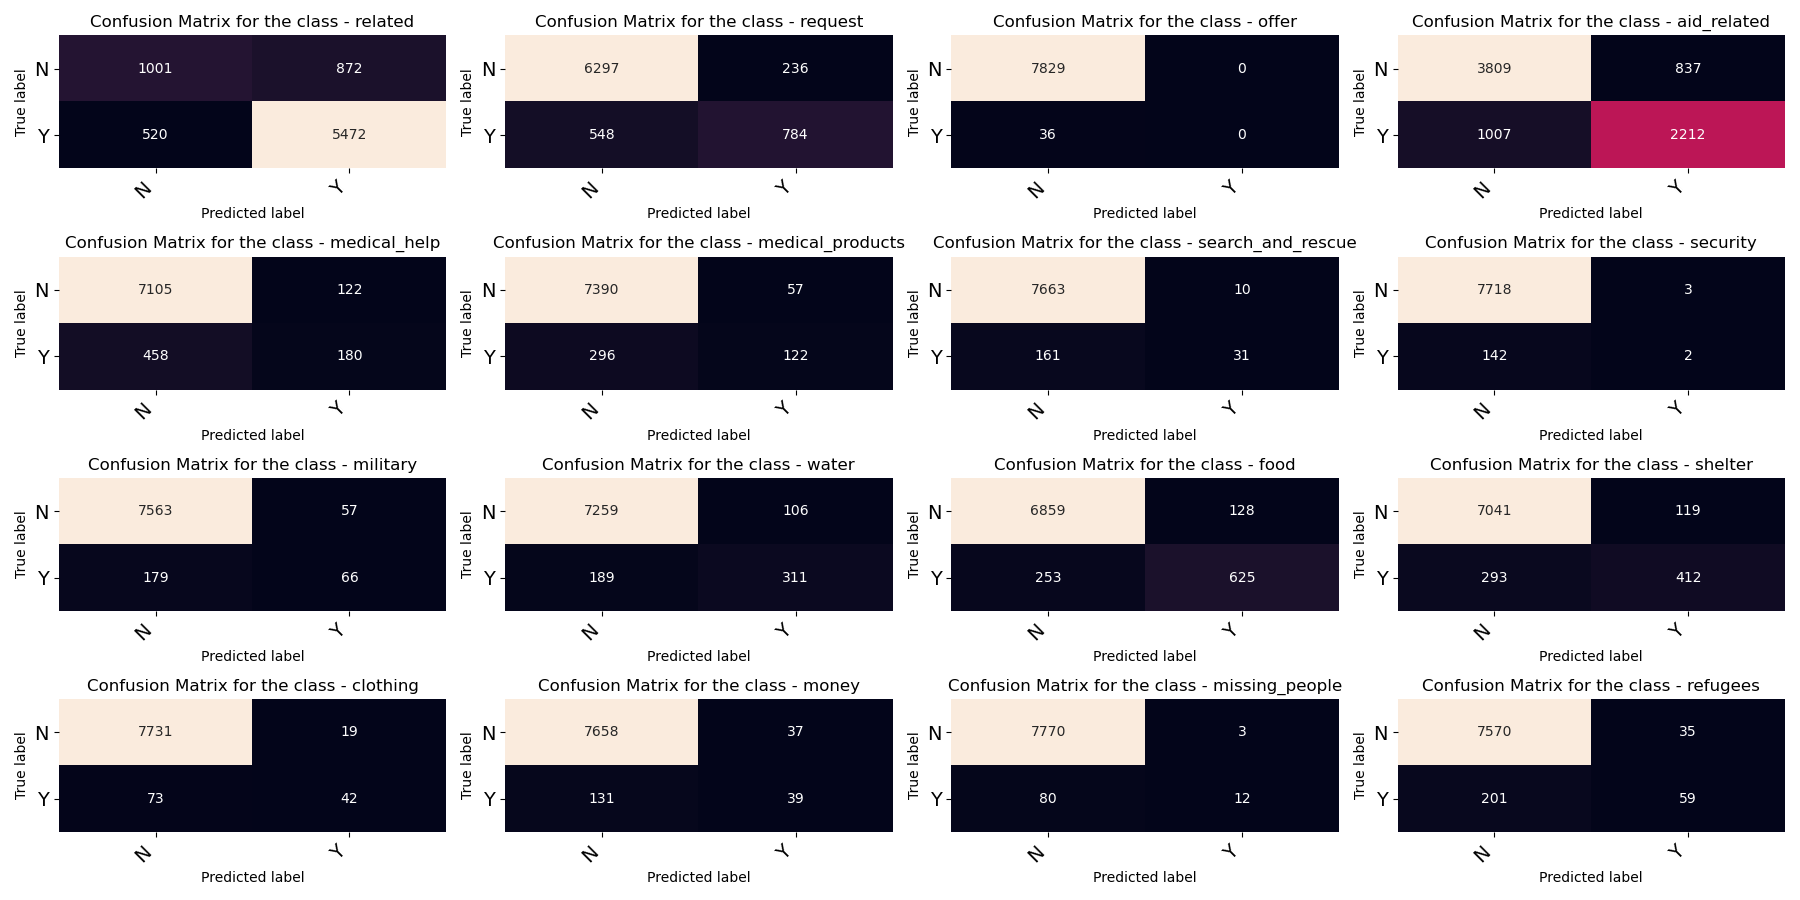 Confusion Matrix for the class - related
True label
N
1001 872
Y
520 5472
N Y
Predicted label
Confusion Matrix for the class - request
True label
N
6297 236
Y
548 784
N Y
Predicted label
Confusion Matrix for the class - offer
True label
N
7829 0
Y
36 0
N Y
Predicted label
Confusion Matrix for the class - aid_related
True label
N
3809 837
Y
1007 2212
N Y
Predicted label
Confusion Matrix for the class - medical_help
True label
N
7105 122
Y
458 180
N Y
Predicted label
Confusion Matrix for the class - medical_products
True label
N
7390 57
Y
296 122
N Y
Predicted label
Confusion Matrix for the class - search_and_rescue
True label
N
7663 10
Y
161 31
N Y
Predicted label
Confusion Matrix for the class - security
True label
N
7718 3
Y
142 2
N Y
Predicted label
Confusion Matrix for the class - military
True label
N
7563 57
Y
179 66
N Y
Predicted label
Confusion Matrix for the class - water
True label
N
7259 106
Y
189 311
N Y
Predicted label
Confusion Matrix for the class - food
True label
N
6859 128
Y
253 625
N Y
Predicted label
Confusion Matrix for the class - shelter
True label
N
7041 119
Y
293 412
N Y
Predicted label
Confusion Matrix for the class - clothing
True label
N
7731 19
Y
73 42
N Y
Predicted label
Confusion Matrix for the class - money
True label
N
7658 37
Y
131 39
N Y
Predicted label
Confusion Matrix for the class - missing_people
True label
N
7770 3
Y
80 12
N Y
Predicted label
Confusion Matrix for the class - refugees
True label
N
7570 35
Y
201 59
N Y
Predicted label